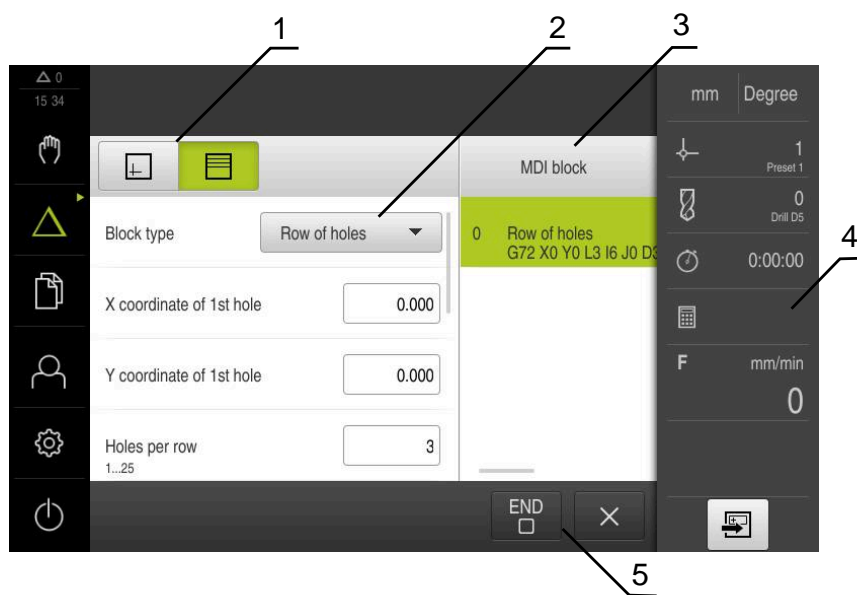 1
2
3
0
15 34
mm Degree
1
Preset 1
MDI block
0
Drill D5
Block type
Row of holes
0 Row of holes
G72 X0 Y0 L3 I6 J0 D3
4
0:00:00
X coordinate of 1st hole
0.000
F mm/min
0
Y coordinate of 1st hole
0.000
Holes per row
1...25
3
END
5